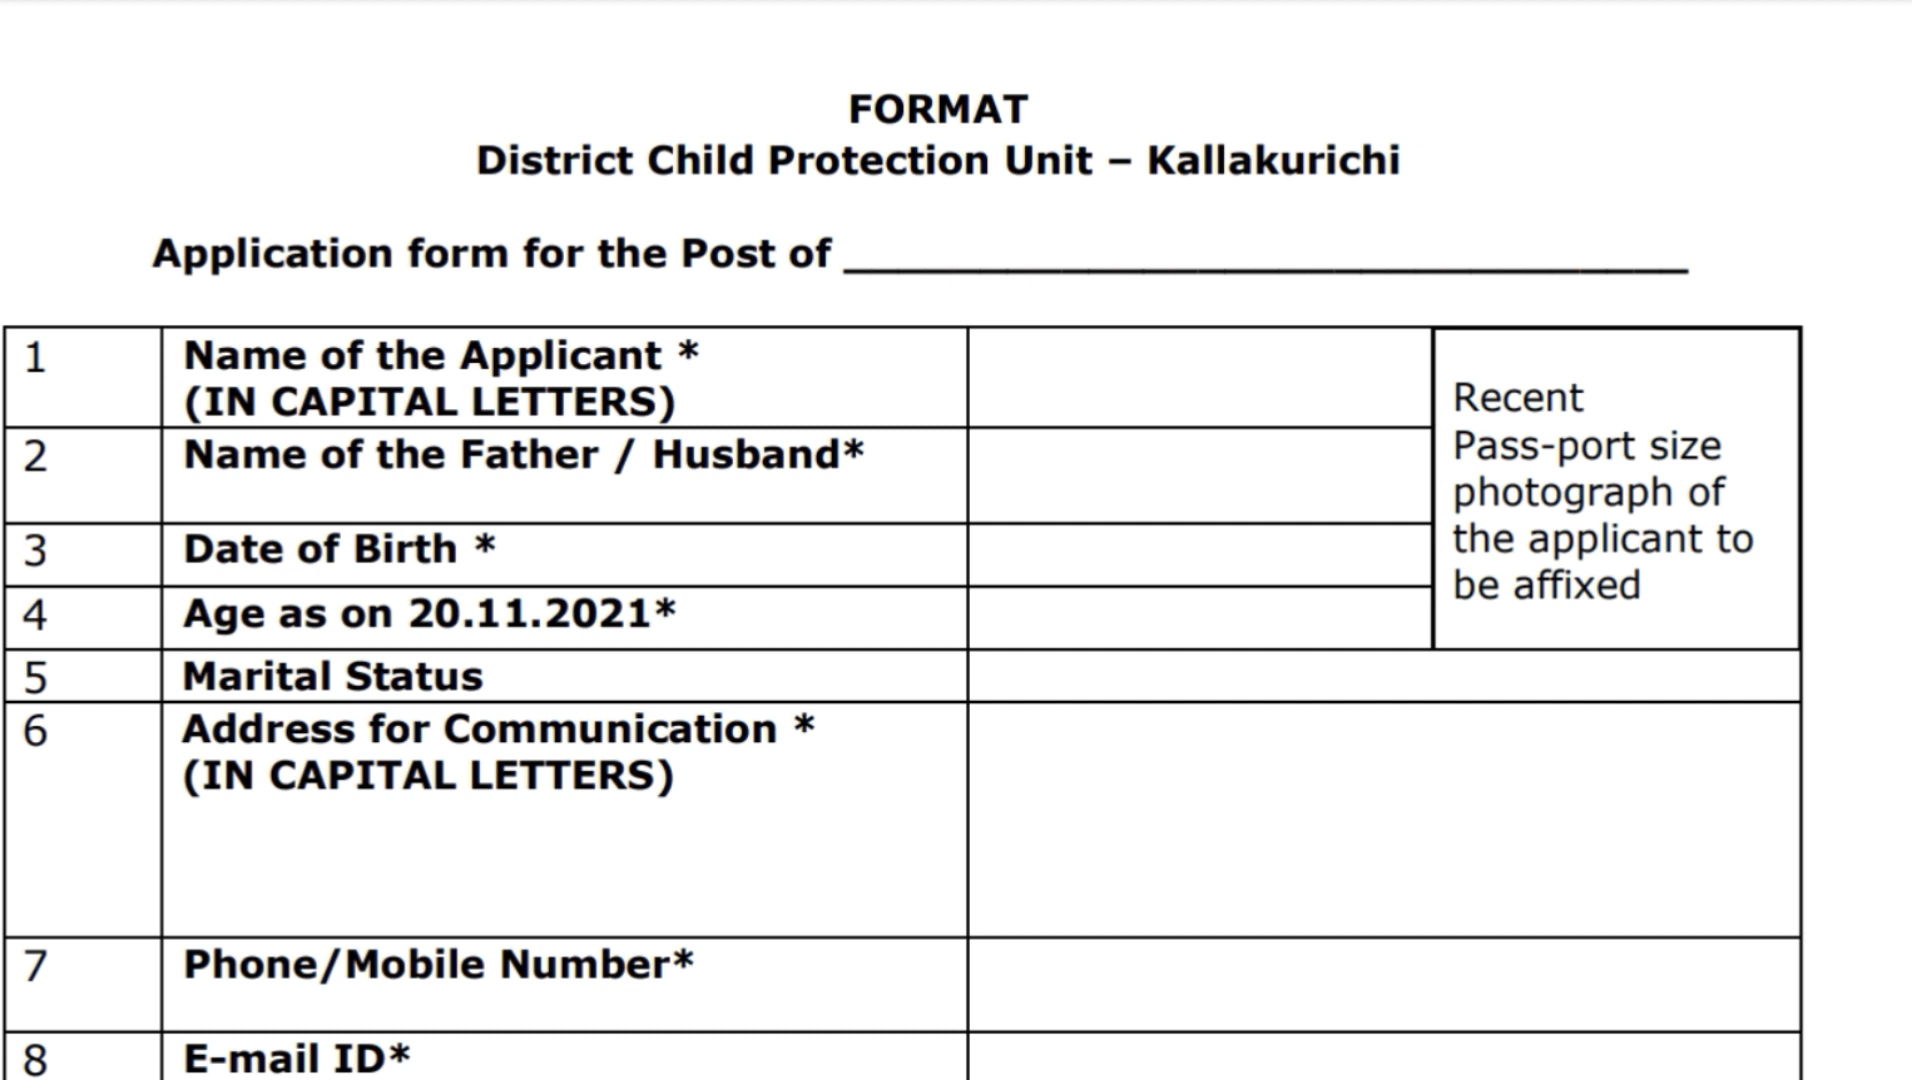 FORMAT
District Child Protection Unit – Kallakurichi
Application form for the Post of ______________________________
1 Name of the Applicant *
(IN CAPITAL LETTERS)
2 Name of the Father / Husband*
3 Date of Birth *
4 Age as on 20.11.2021*
Recent
Pass-port size
photograph of
the applicant to
be affixed
5 Marital Status
6 Address for Communication *
(IN CAPITAL LETTERS)
7 Phone/Mobile Number*
8 E-mail ID*